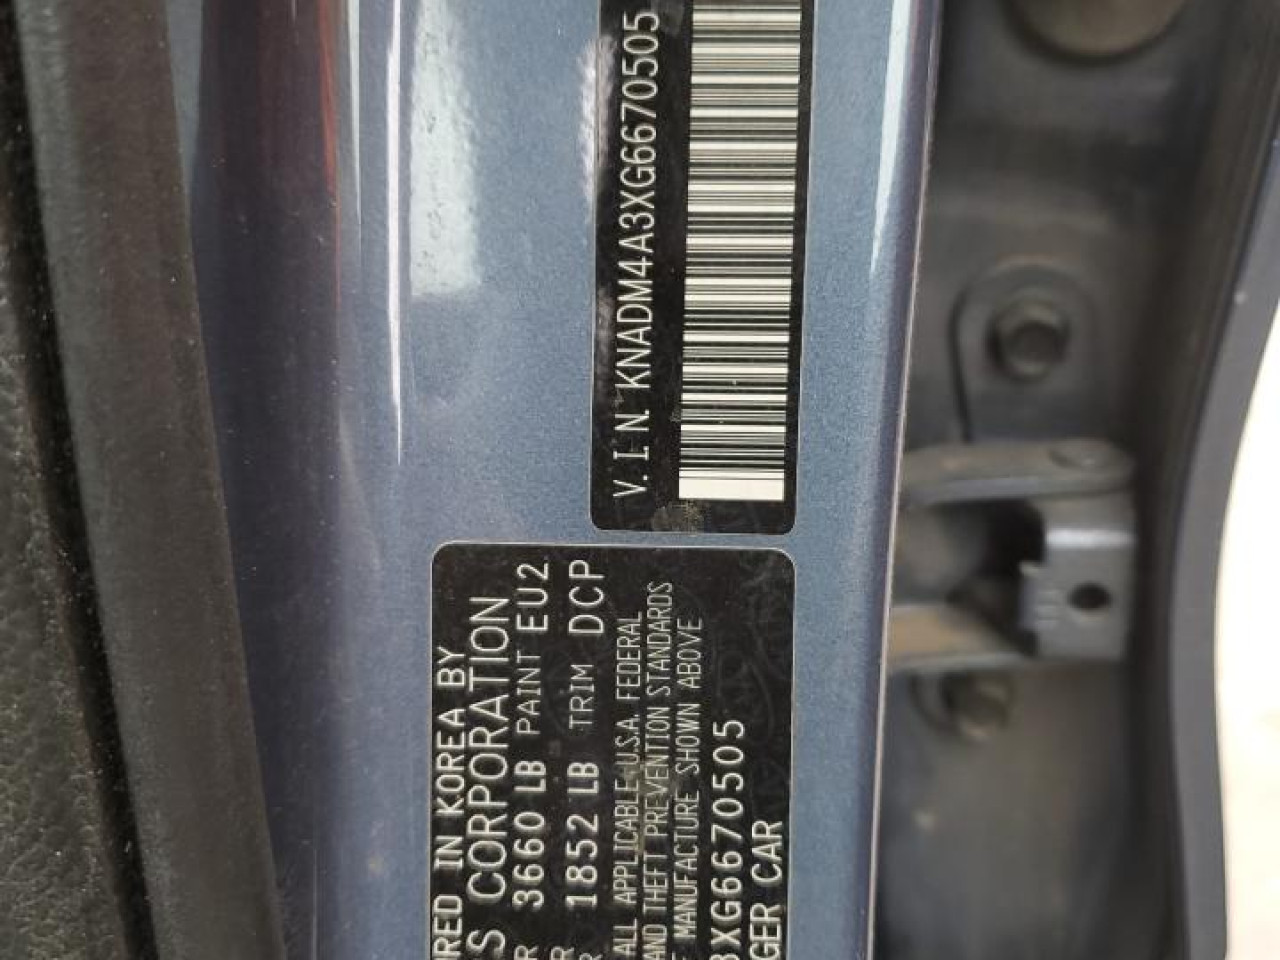 V.I.N. KNADM4A3XG6670505
RED IN KOREA BY
S CORPORATION
R 3660 LB PAINT EU2
R 1852 LB TRIM DCP
R
ALL APPLICABLE U.S.A. FEDERAL
AND THEFT PREVENTION STANDARDS
F MANUFACTURE SHOWN ABOVE
3XG6670505
GER CAR